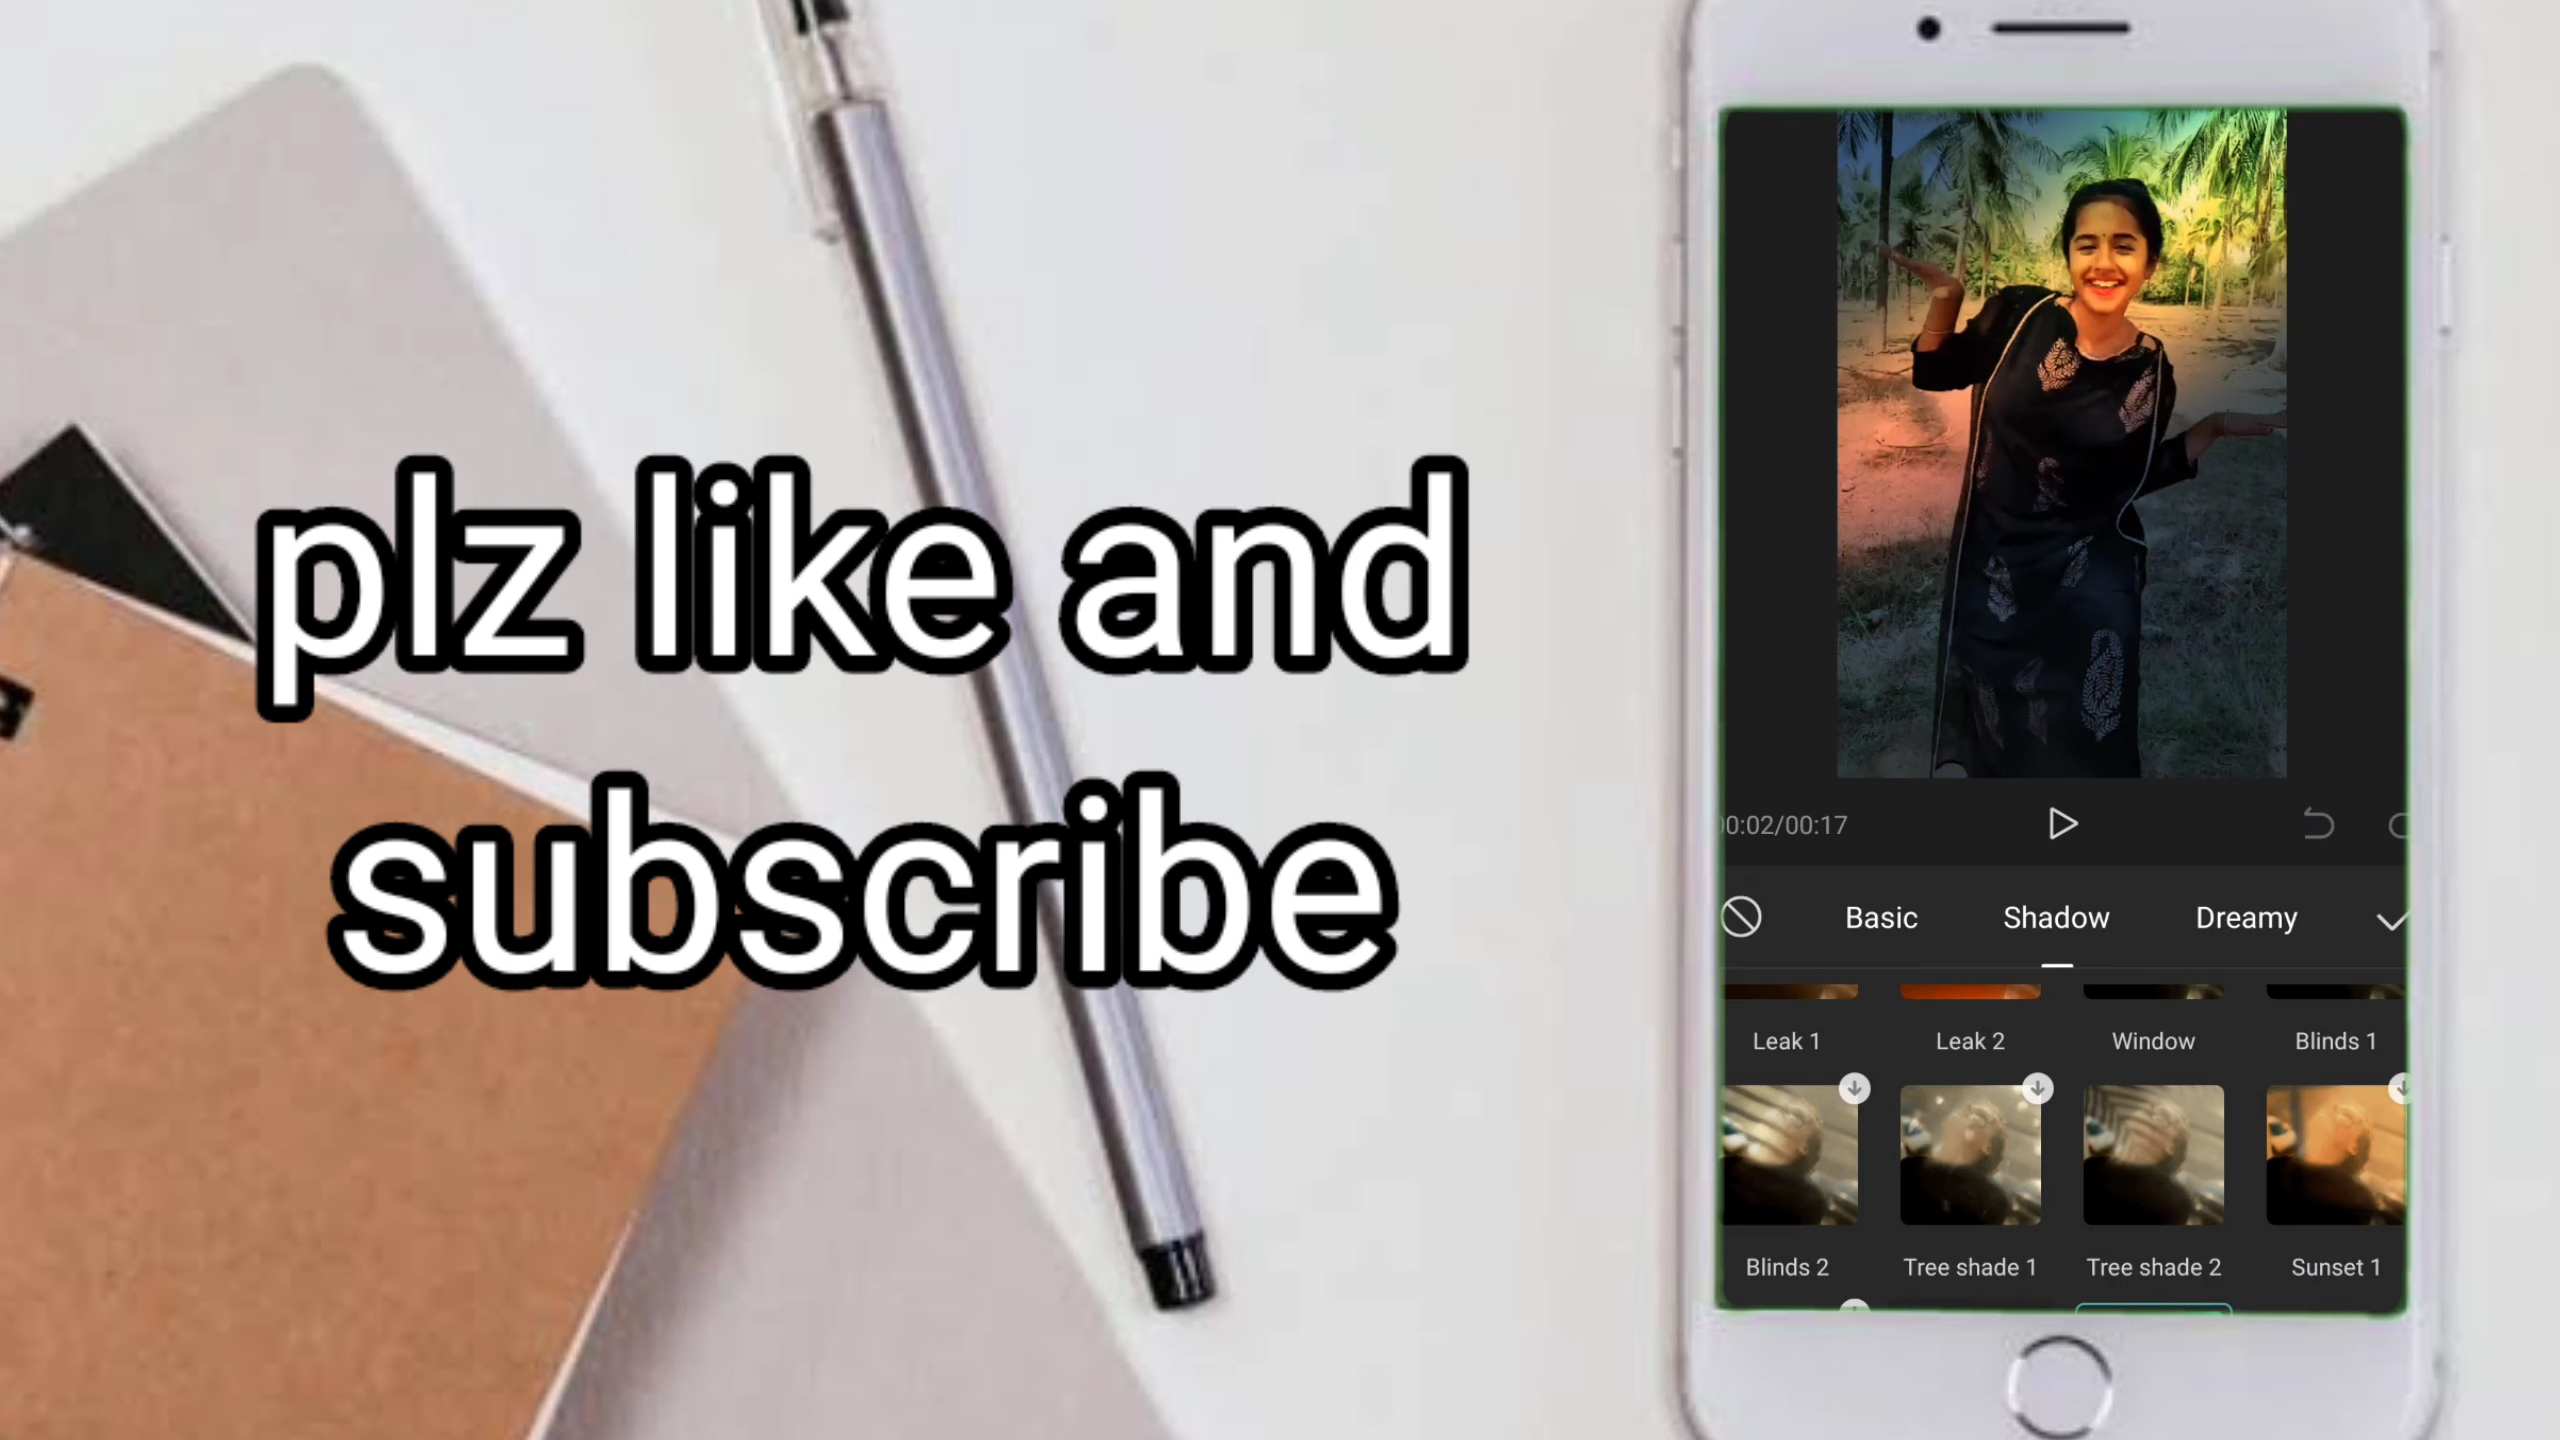 plz like and
subscribe
0:02/00:17
Basic Shadow Dreamy
Leak 1 Leak 2 Window Blinds 1
Blinds 2 Tree shade 1 Tree shade 2 Sunset 1